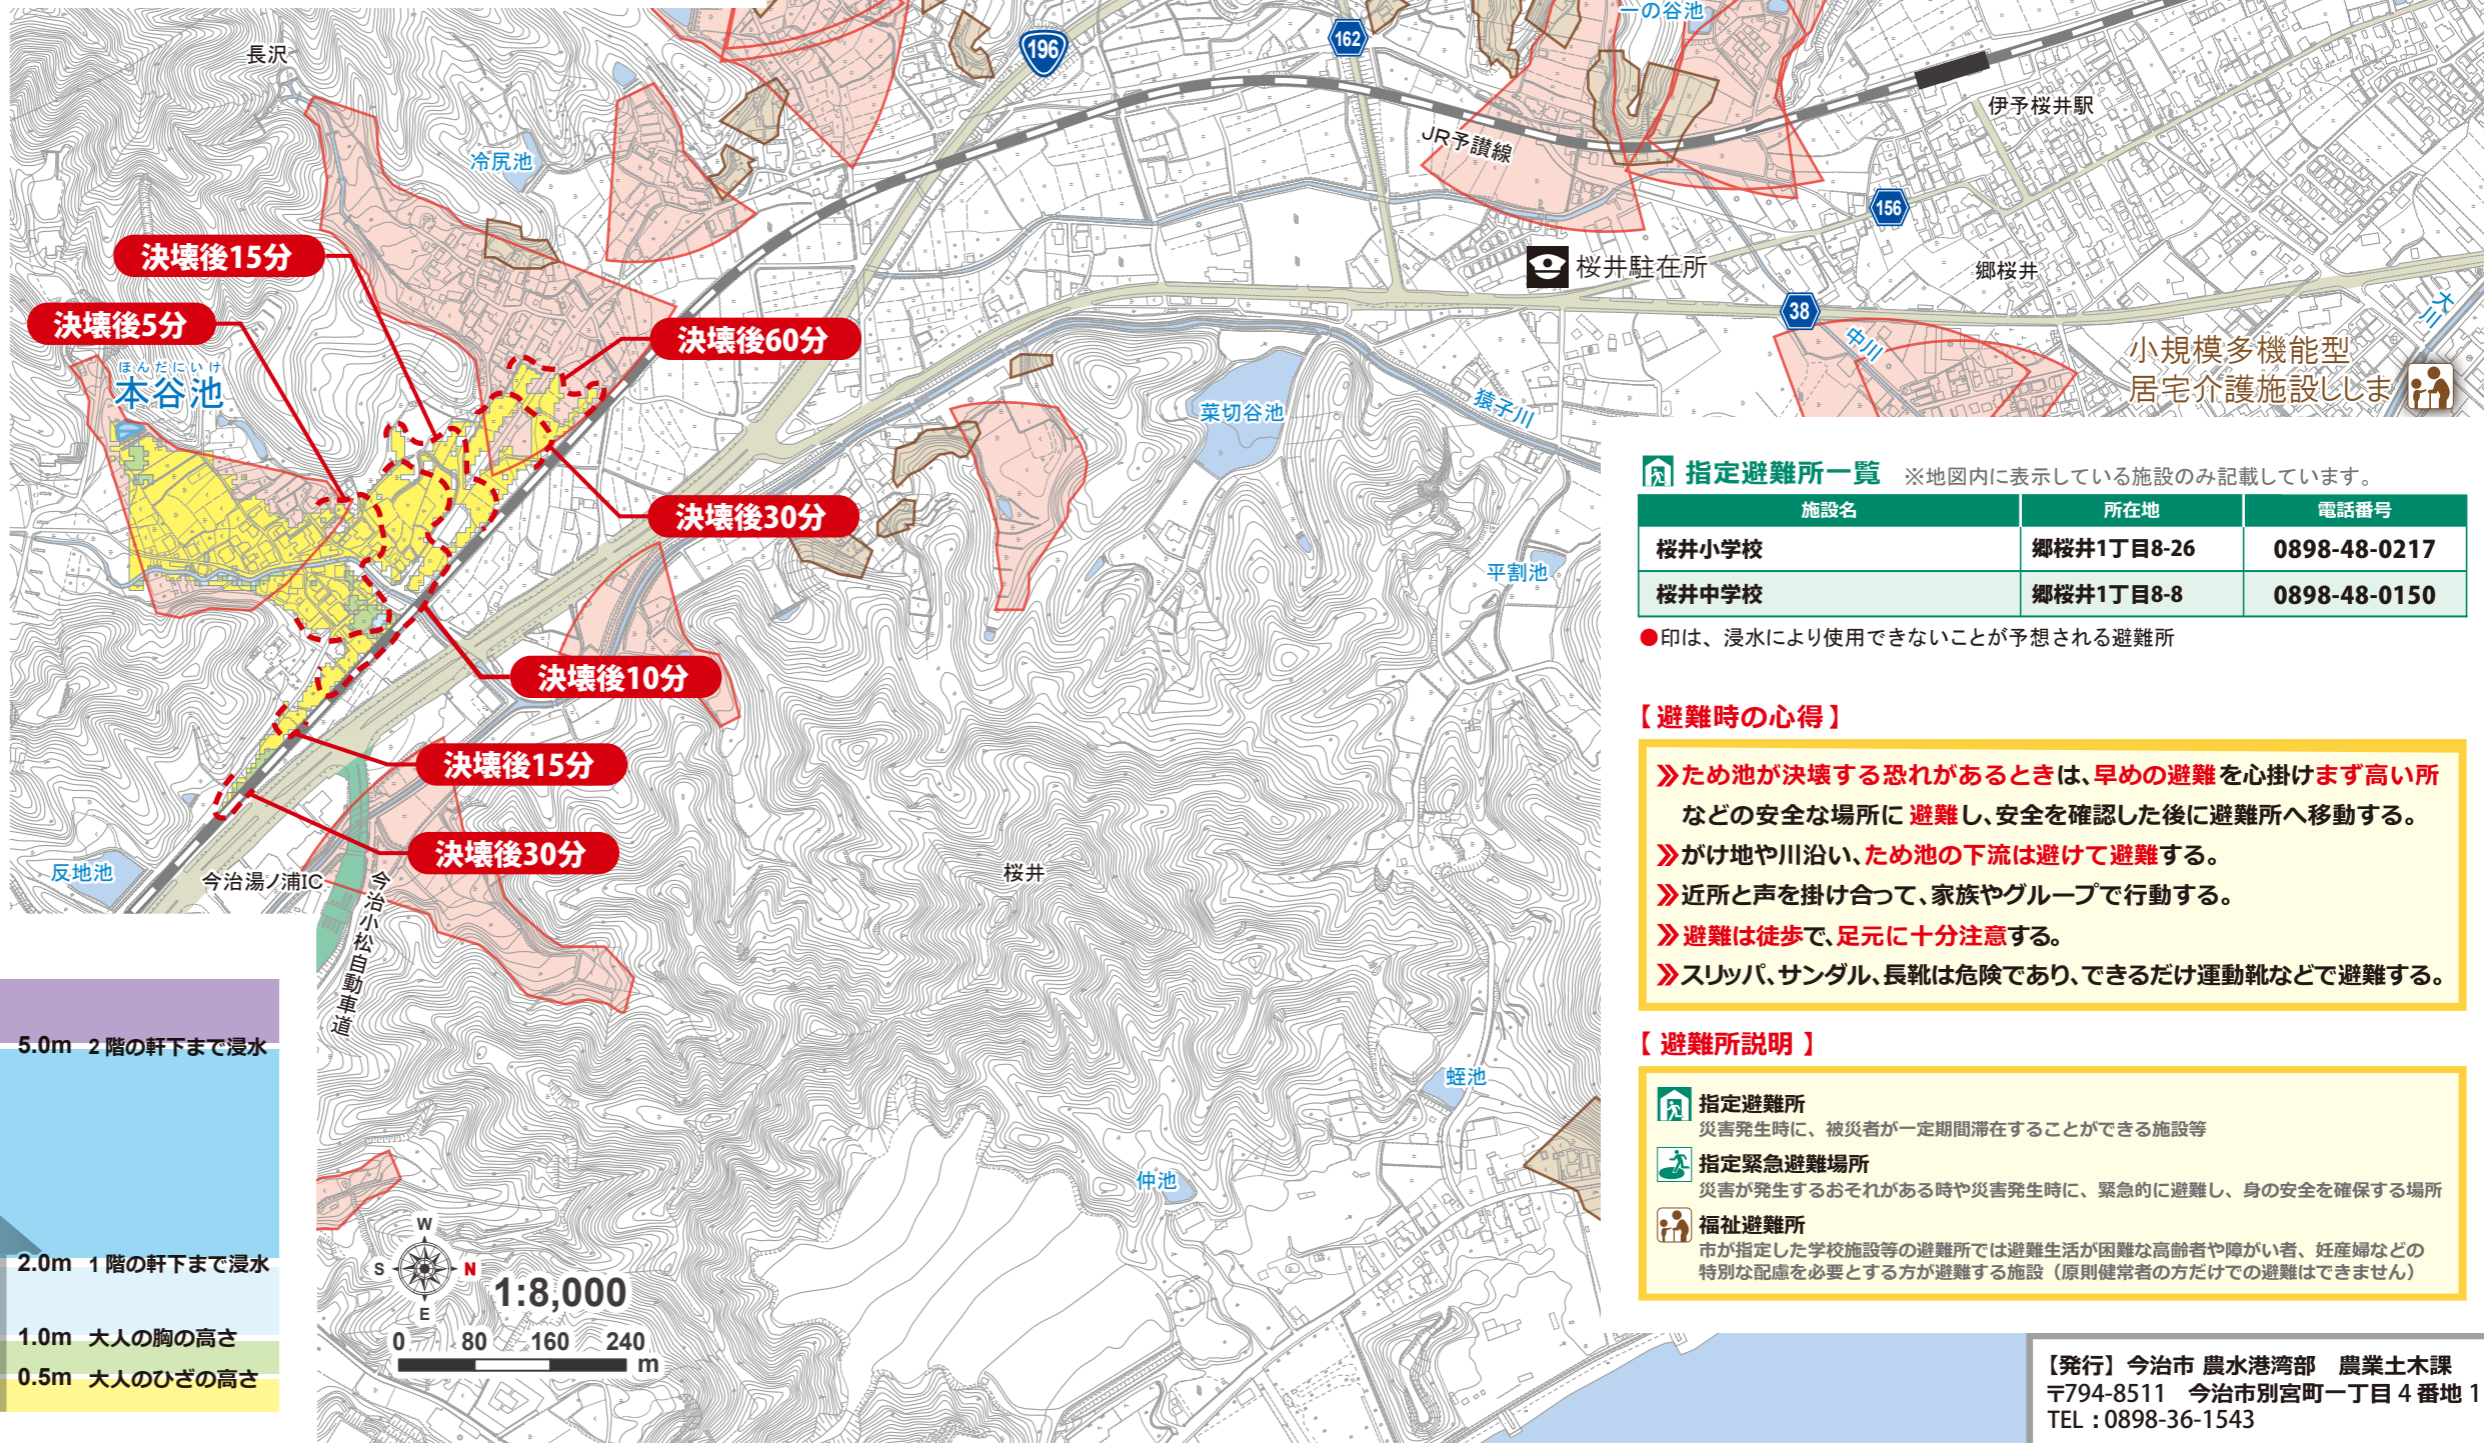 長沢
196
162
一の谷池
伊予桜井駅
JR予讃線
冷尻池
156
桜井駐在所
郷桜井
38
中川
大川
小規模多機能型
居宅介護施設ししま
決壊後15分
決壊後5分
決壊後60分
ほんだにいけ
本谷池
菜切谷池
猿子川
決壊後30分
平割池
決壊後10分
決壊後15分
決壊後30分
反地池
今治湯ノ浦IC
今治小松自動車道
桜井
蛭池
仲池
指定避難所一覧 ※地図内に表示している施設のみ記載しています。
施設名 所在地 電話番号
桜井小学校 郷桜井1丁目8-26 0898-48-0217
桜井中学校 郷桜井1丁目8-8 0898-48-0150
●印は、浸水により使用できないことが予想される避難所
【避難時の心得】
ため池が決壊する恐れがあるときは、早めの避難を心掛けまず高い所
などの安全な場所に避難し、安全を確認した後に避難所へ移動する。
がけ地や川沿い、ため池の下流は避けて避難する。
近所と声を掛け合って、家族やグループで行動する。
避難は徒歩で、足元に十分注意する。
スリッパ、サンダル、長靴は危険であり、できるだけ運動靴などで避難する。
【避難所説明】
指定避難所
災害発生時に、被災者が一定期間滞在することができる施設等
指定緊急避難場所
災害が発生するおそれがある時や災害発生時に、緊急的に避難し、身の安全を確保する場所
福祉避難所
市が指定した学校施設等の避難所では避難生活が困難な高齢者や障がい者、妊産婦などの
特別な配慮を必要とする方が避難する施設（原則健常者の方だけでの避難はできません）
5.0m 2階の軒下まで浸水
2.0m 1階の軒下まで浸水
1.0m 大人の胸の高さ
0.5m 大人のひざの高さ
W
S N
E
1:8,000
0 80 160 240
m
【発行】今治市 農水港湾部 農業土木課
〒794-8511 今治市別宮町一丁目4番地1
TEL：0898-36-1543